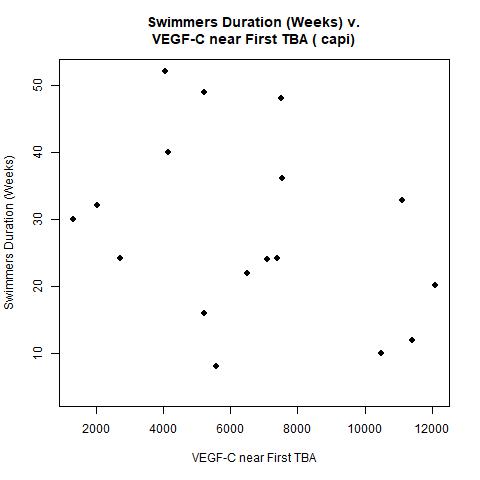 Swimmers Duration (Weeks) v.
VEGF-C near First TBA ( capi)
Swimmers Duration (Weeks)
50
40
30
20
10
2000 4000 6000 8000 10000 12000
VEGF-C near First TBA